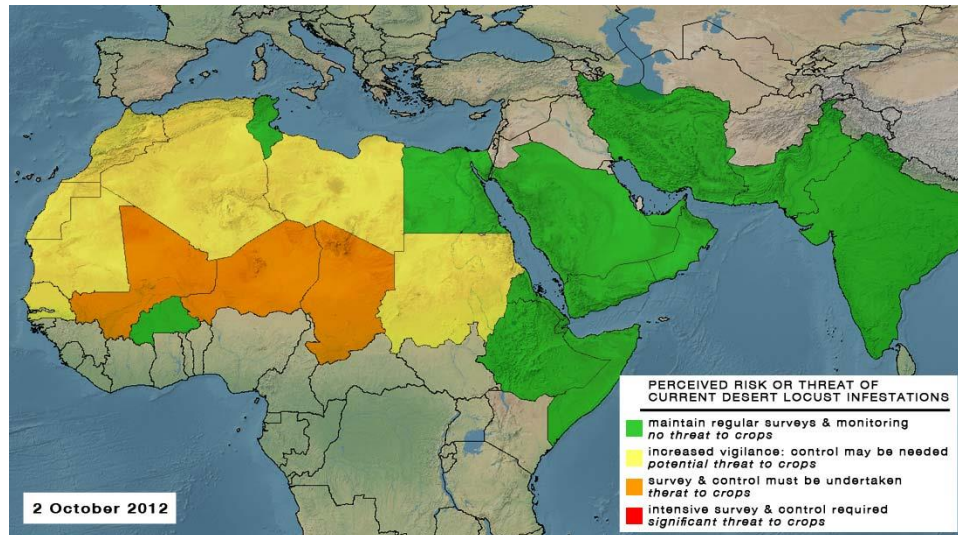 PERCEIVED RISK OR THREAT OF
CURRENT DESERT LOCUST INFESTATIONS
maintain regular surveys & monitoring
no threat to crops
increased vigilance: control may be needed
potential threat to crops
survey & control must be undertaken
therat to crops
intensive survey & control required
significant threat to crops
2 October 2012